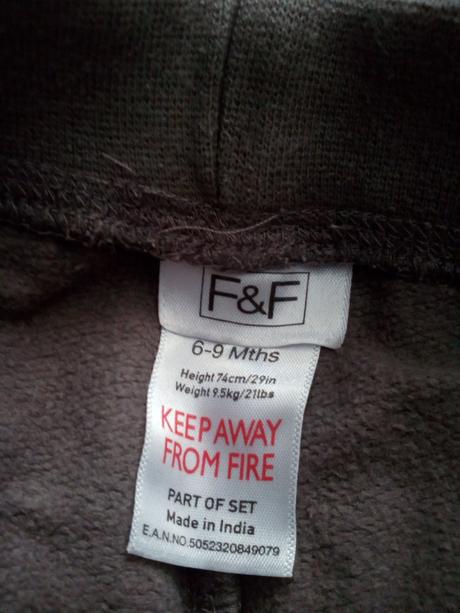 F&F
6-9 Mths
Height 74cm/29in
Weight 9.5kg/21lbs
KEEP AWAY
FROM FIRE
PART OF SET
Made in India
E.A.N.NO.5052320849079